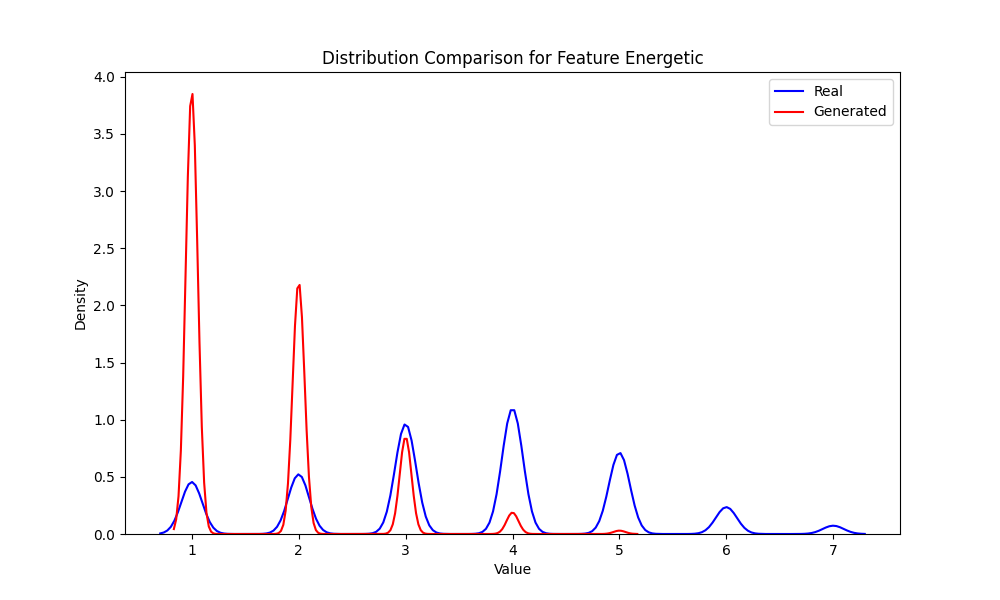 Distribution Comparison for Feature Energetic
Real
Generated
4.0
3.5
3.0
2.5
2.0
1.5
1.0
0.5
0.0
Density
1 2 3 4 5 6 7
Value